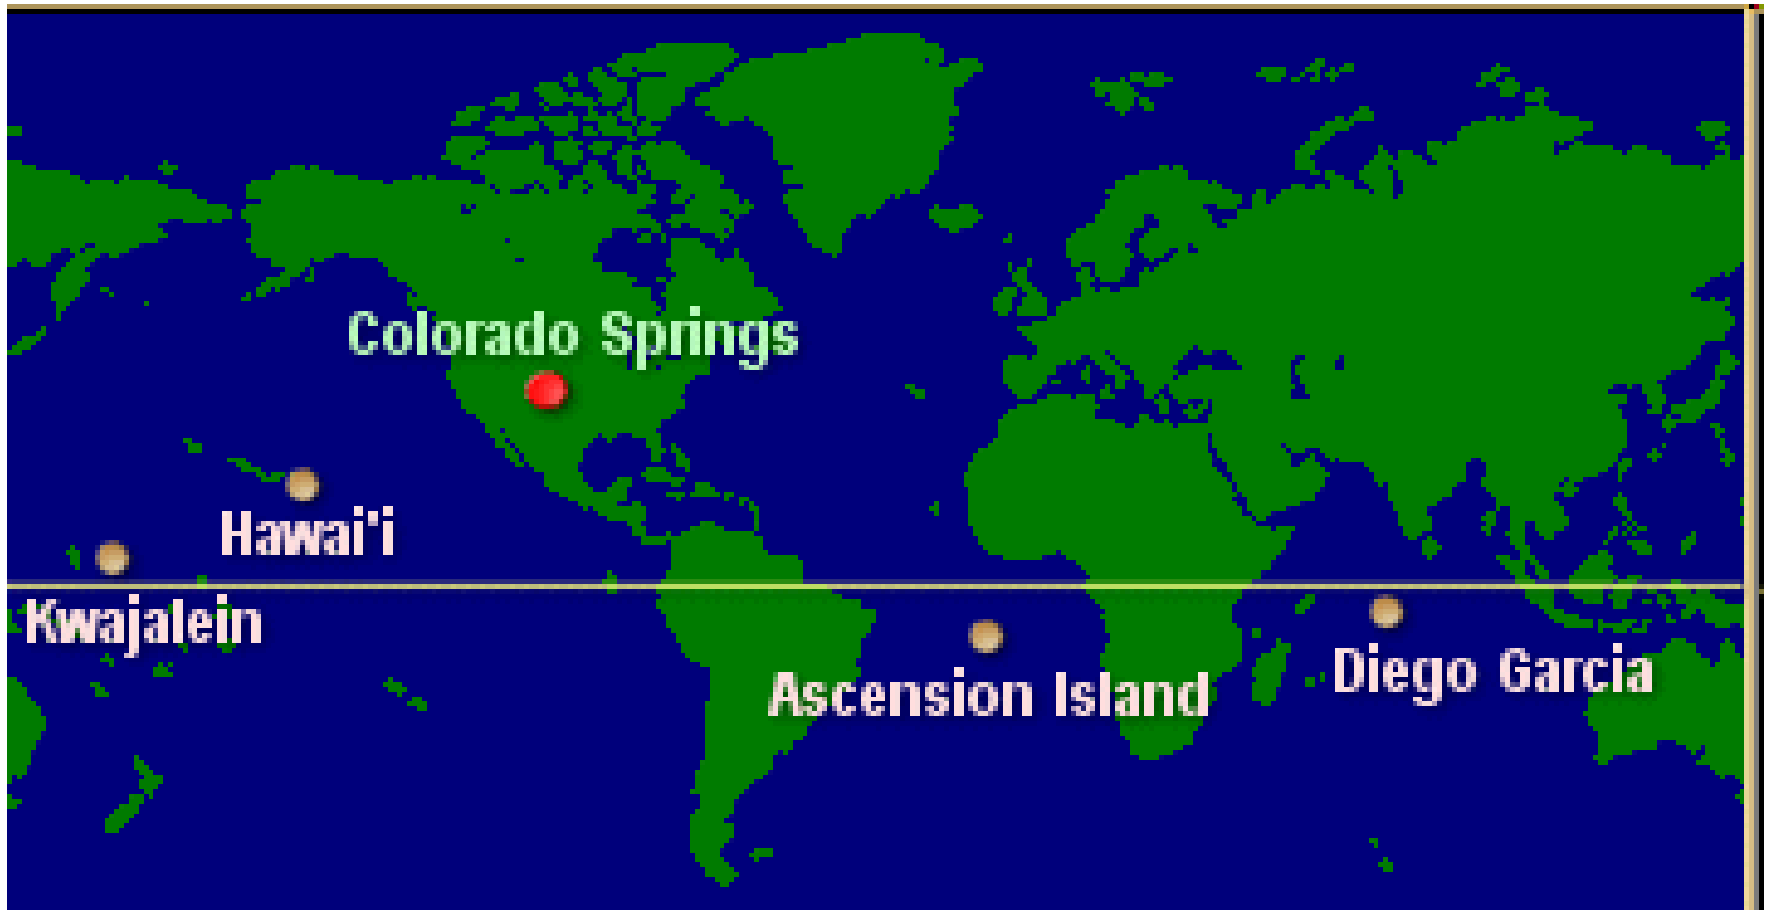 Colorado Springs
Hawai'i
Kwajalein
Ascension Island
Diego Garcia